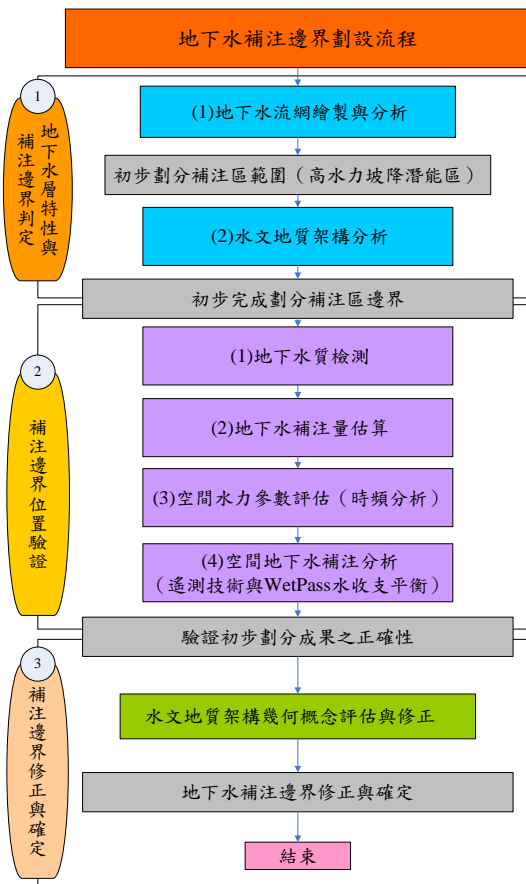 地下水補注邊界劃設流程
1
地下水層特性與
補注邊界判定
(1)地下水流網繪製與分析
初步劃分補注區範圍（高水力坡降潛能區）
(2)水文地質架構分析
初步完成劃分補注區邊界
2
補注邊界位置驗證
(1)地下水質檢測
(2)地下水補注量估算
(3)空間水力參數評估（時頻分析）
(4)空間地下水補注分析
（遙測技術與WetPass水收支平衡）
驗證初步劃分成果之正確性
3
補注邊界修正與確定
水文地質架構幾何概念評估與修正
地下水補注邊界修正與確定
結束